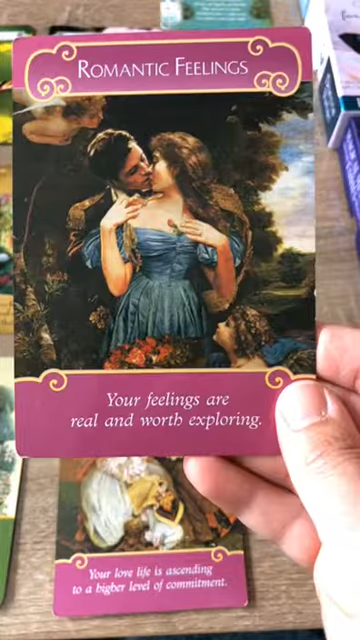 ROMANTIC FEELINGS
Your feelings are
real and worth exploring.
Your love life is ascending
to a higher level of commitment.